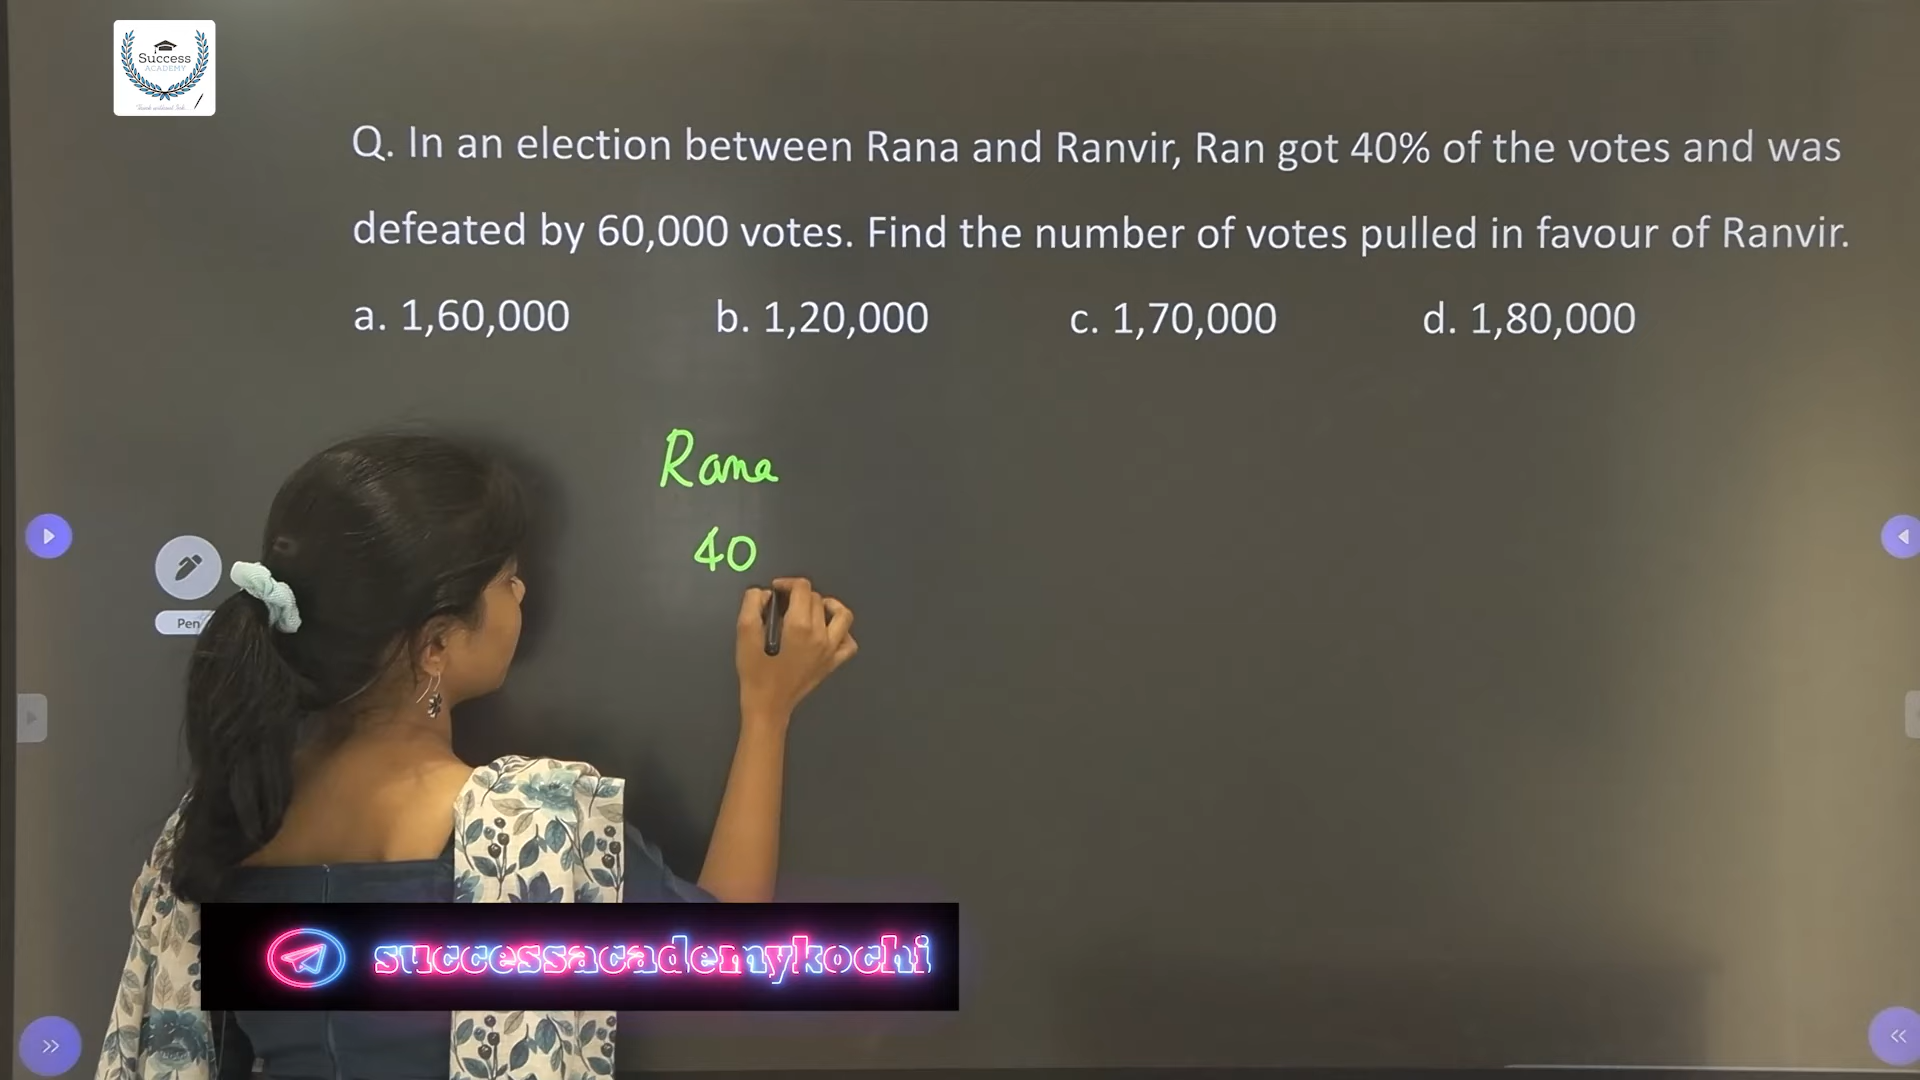 Success
ACADEMY
Q. In an election between Rana and Ranvir, Ran got 40% of the votes and was
defeated by 60,000 votes. Find the number of votes pulled in favour of Ranvir.
a. 1,60,000 b. 1,20,000 c. 1,70,000 d. 1,80,000
Rana
40
Pen
successacademykochi